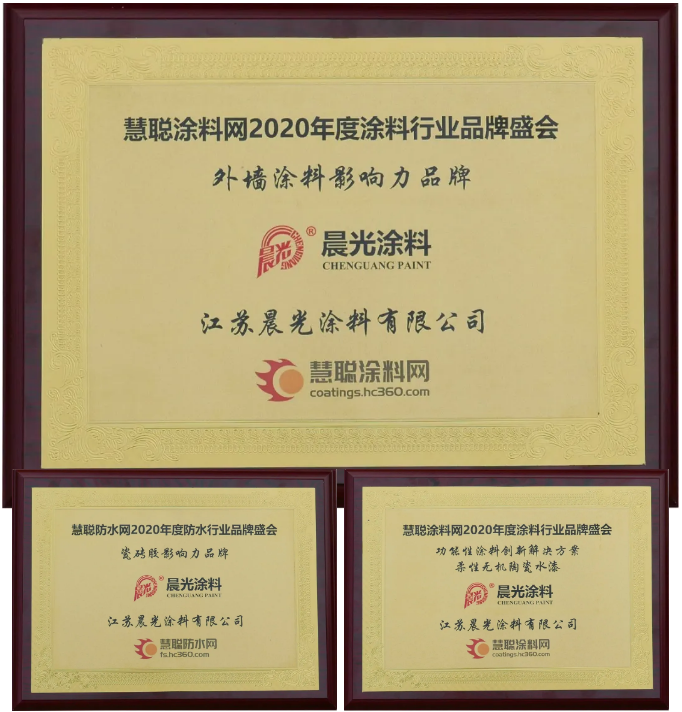 慧聪涂料网2020年度涂料行业品牌盛会
外墙涂料影响力品牌
晨光 CHENGUANG ® 晨光涂料
CHENGUANG PAINT
江苏晨光涂料有限公司
慧聪涂料网
coatings.hc360.com
慧聪防水网2020年度防水行业品牌盛会
瓷砖胶影响力品牌
晨光 ® 晨光涂料
CHENGUANG PAINT
江苏晨光涂料有限公司
慧聪防水网
fs.hc360.com
慧聪涂料网2020年度涂料行业品牌盛会
功能性涂料创新解决方案
柔性无机陶瓷水漆
晨光 ® 晨光涂料
CHENGUANG PAINT
江苏晨光涂料有限公司
慧聪涂料网
coatings.hc360.com